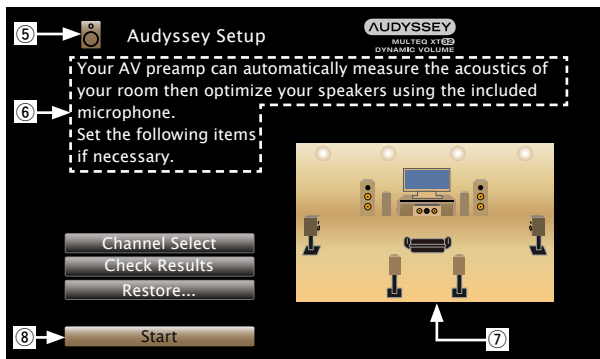 ⑤
Audyssey Setup
AUDYSSEY
MULTEQ XT32
DYNAMIC VOLUME
Your AV preamp can automatically measure the acoustics of
your room then optimize your speakers using the included
⑥
microphone.
Set the following items
if necessary.
Channel Select
Check Results
Restore...
⑧
Start
⑦